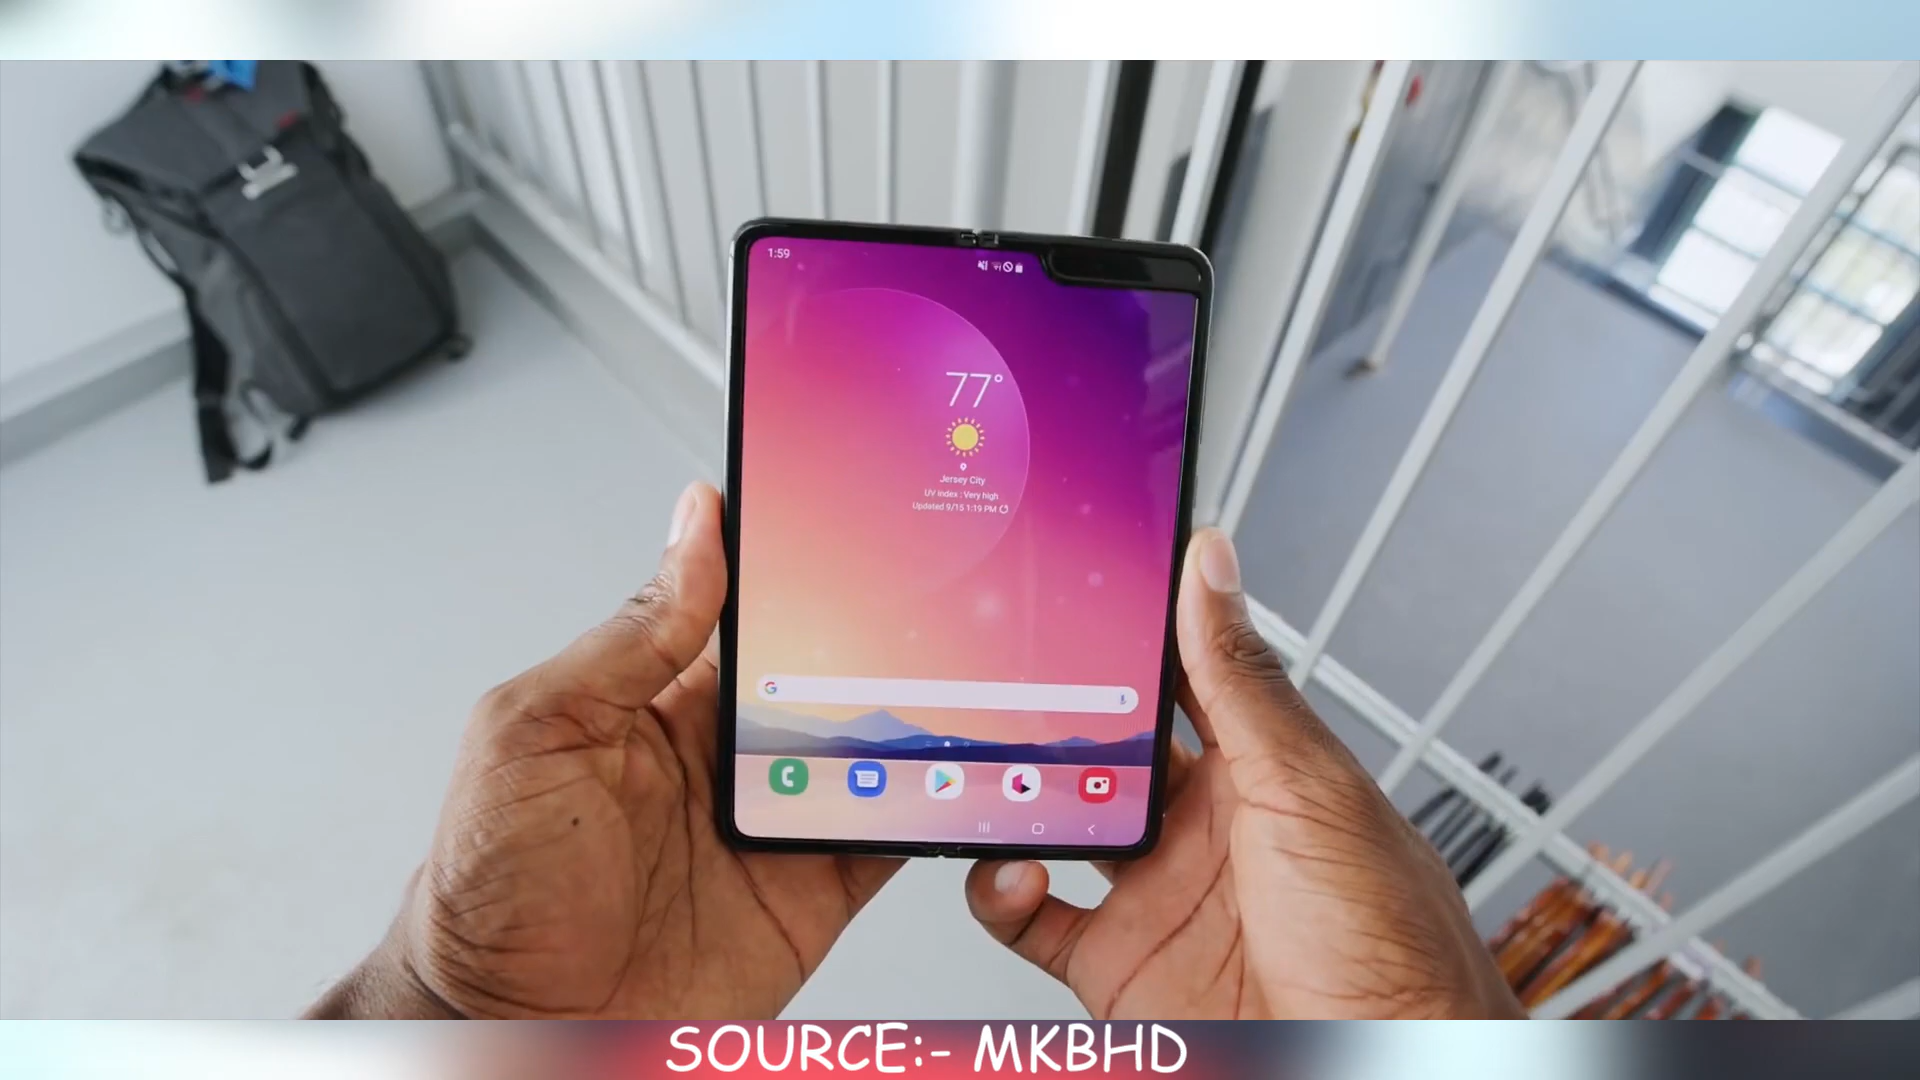 1:59
77°
Jersey City
UV index : Very high
Updated 9/15 1:19 PM
SOURCE:- MKBHD